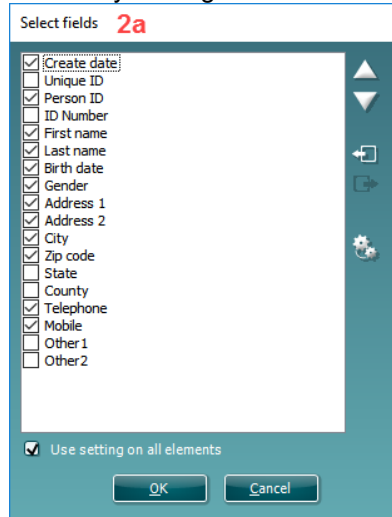 Select fields 2a
Create date
Unique ID
Person ID
ID Number
First name
Last name
Birth date
Gender
Address 1
Address 2
City
Zip code
State
County
Telephone
Mobile
Other1
Other2
Use setting on all elements
OK Cancel